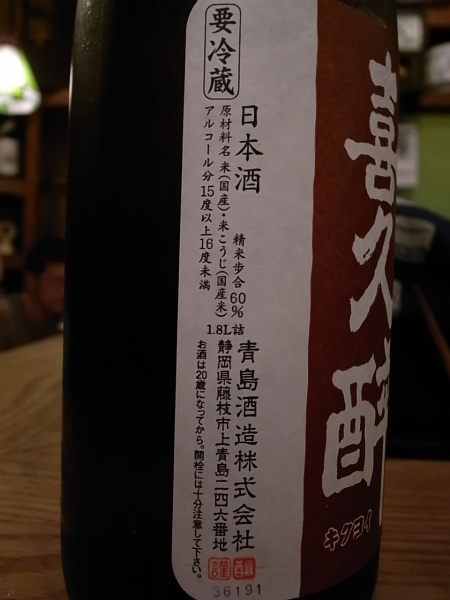 喜久酔
キクヨイ
要冷蔵
日本酒
原材料名 米(国産)・米こうじ(国産米)
精米歩合 60%
アルコール分 15度以上16度未満
1.8L詰
青島酒造株式会社
静岡県藤枝市上青島二四六番地
お酒は20歳になってから。開栓には十分注意して下さい。
36191